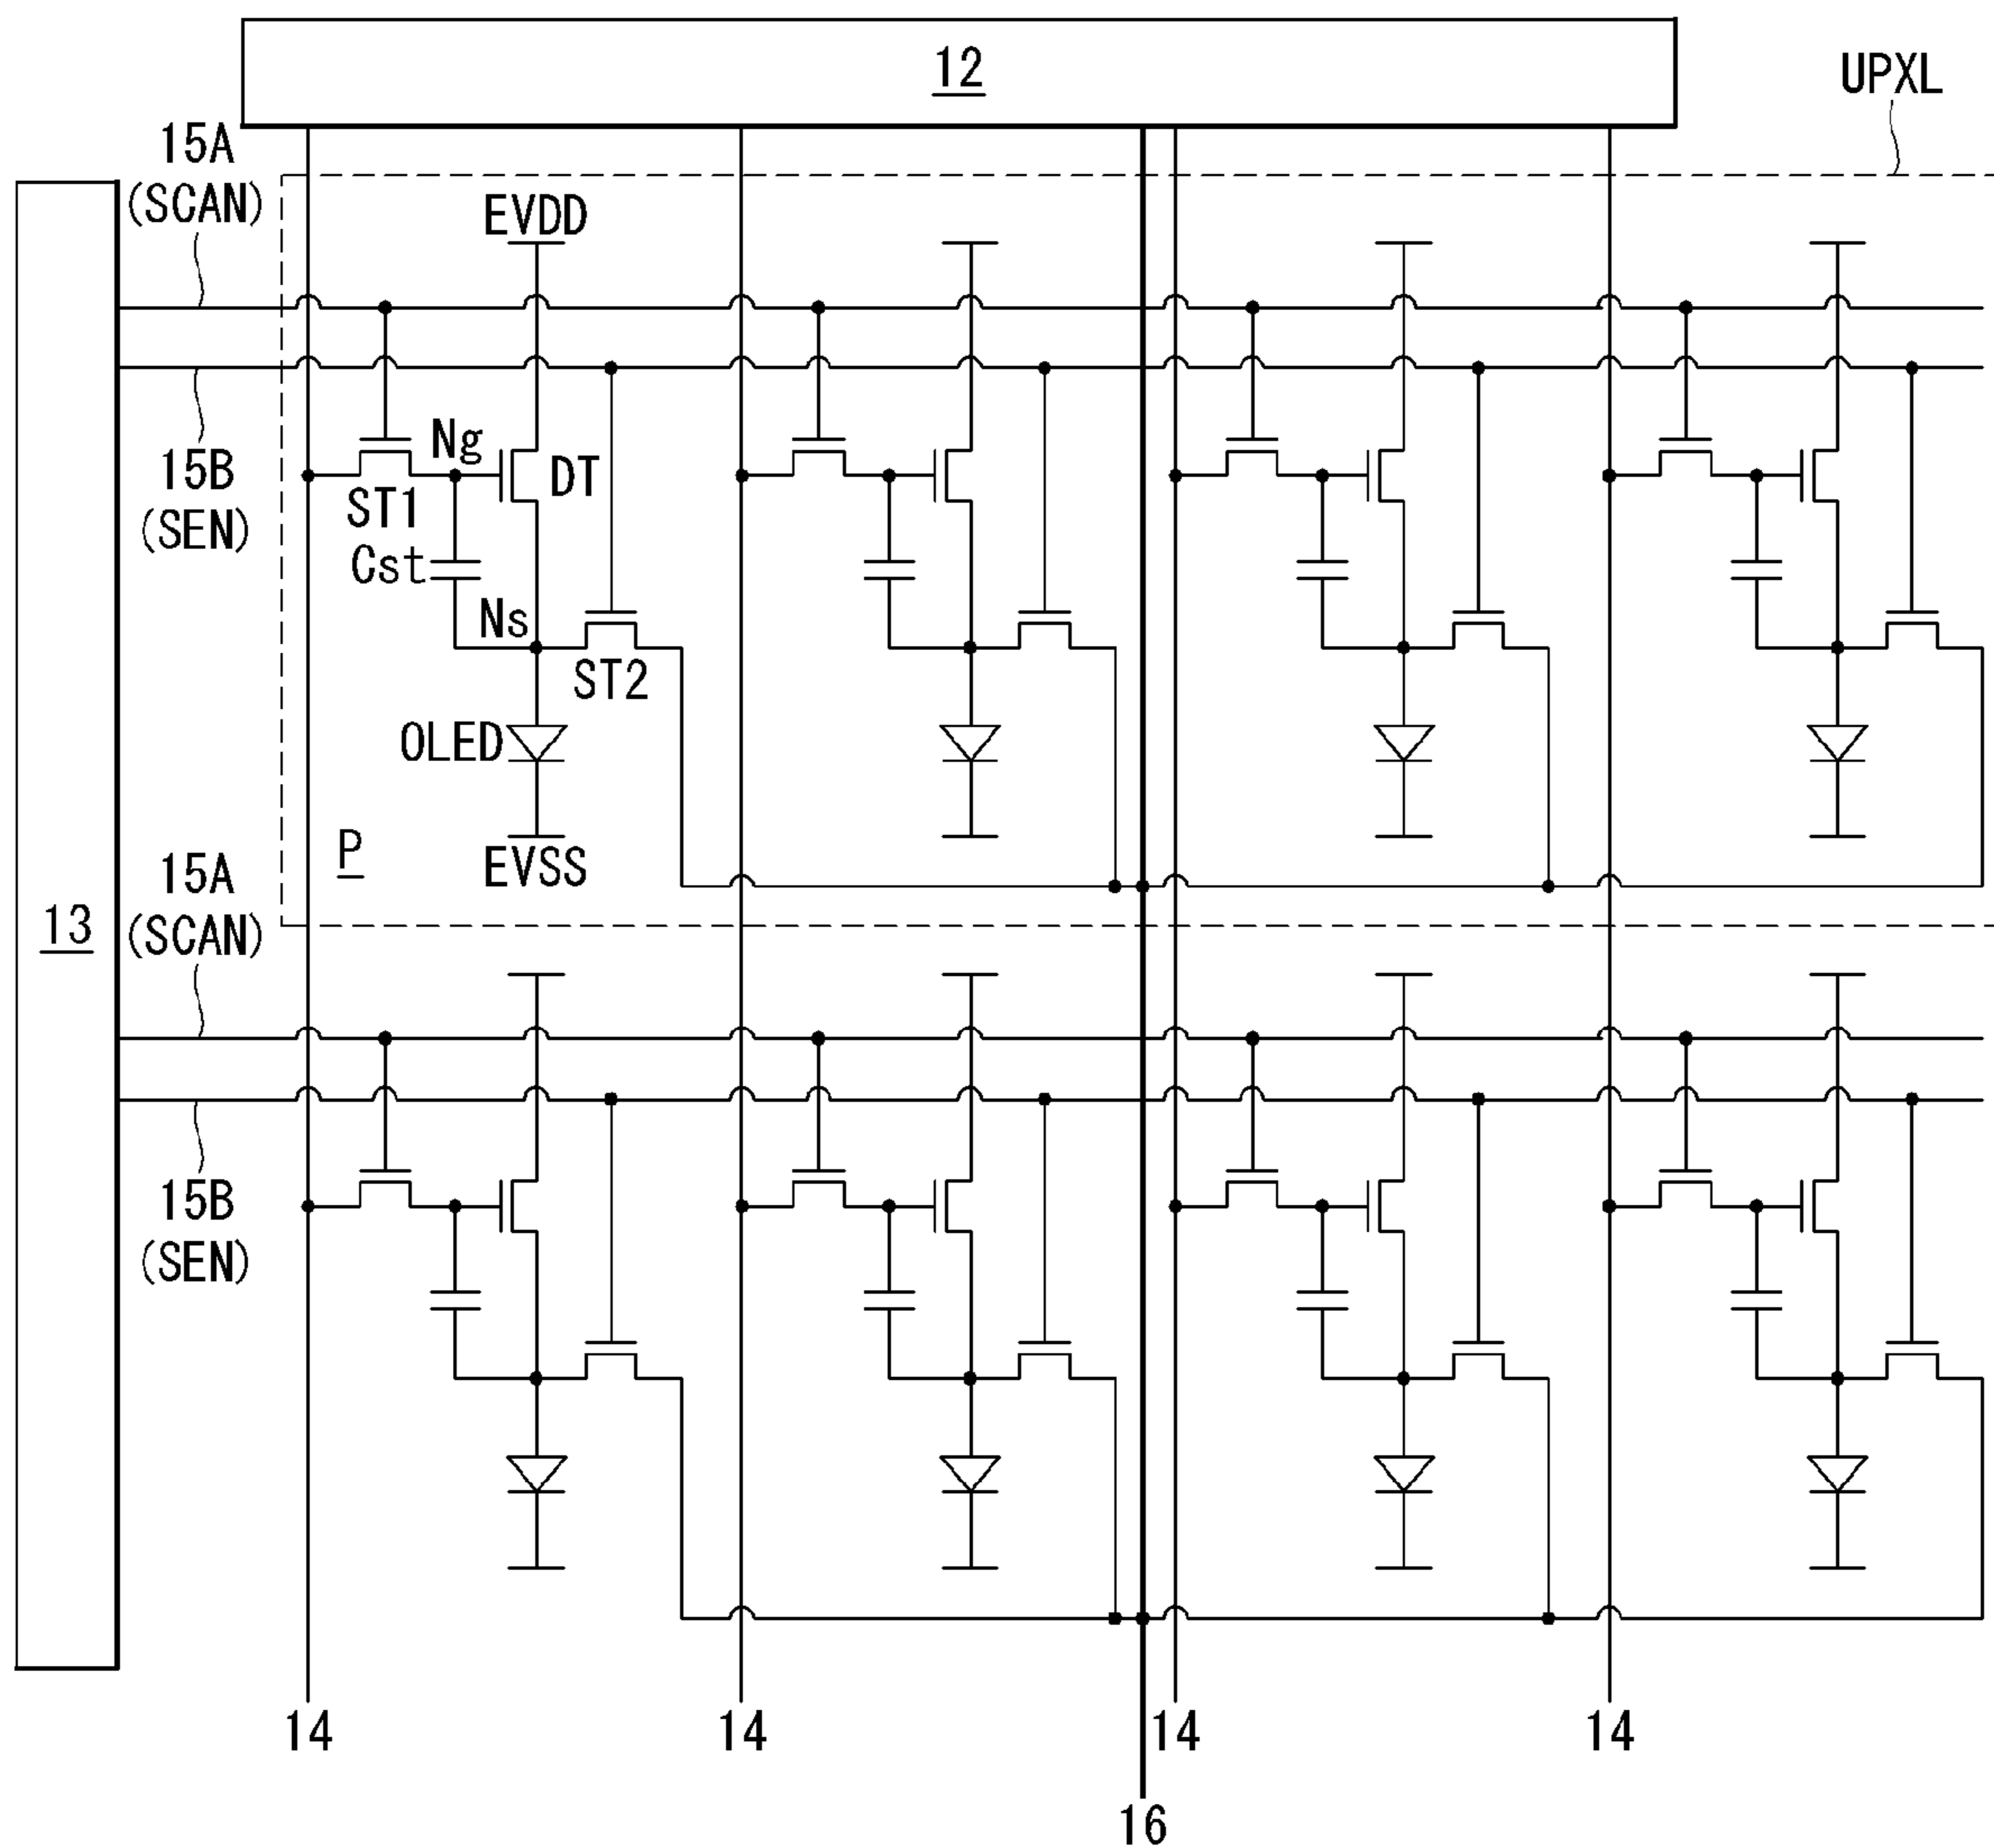 12
UPXL
15A
(SCAN)
EVDD
15B
(SEN)
Ng
DT
ST1
Cst
Ns
ST2
OLED
P
EVSS
13
15A
(SCAN)
15B
(SEN)
14
14
14
14
16